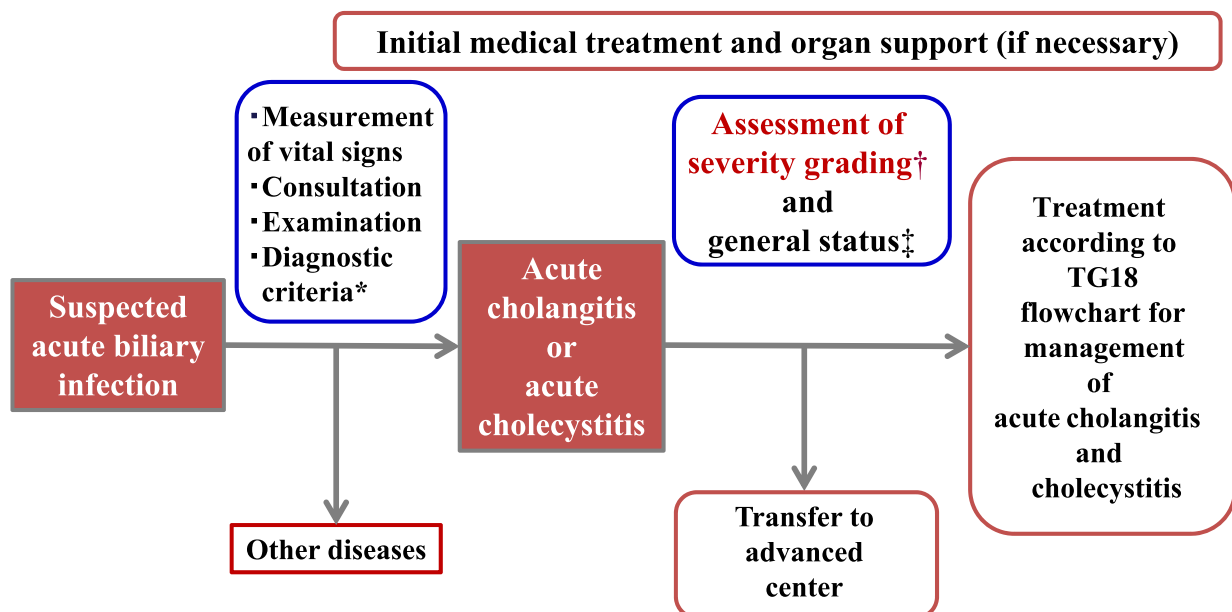 Initial medical treatment and organ support (if necessary)
・Measurement
of vital signs
・Consultation
・Examination
・Diagnostic
criteria*
Assessment of
severity grading†
and
general status‡
Suspected
acute biliary
infection
Acute
cholangitis
or
acute
cholecystitis
Treatment
according to
TG18
flowchart for
management
of
acute cholangitis
and
cholecystitis
Other diseases
Transfer to
advanced
center